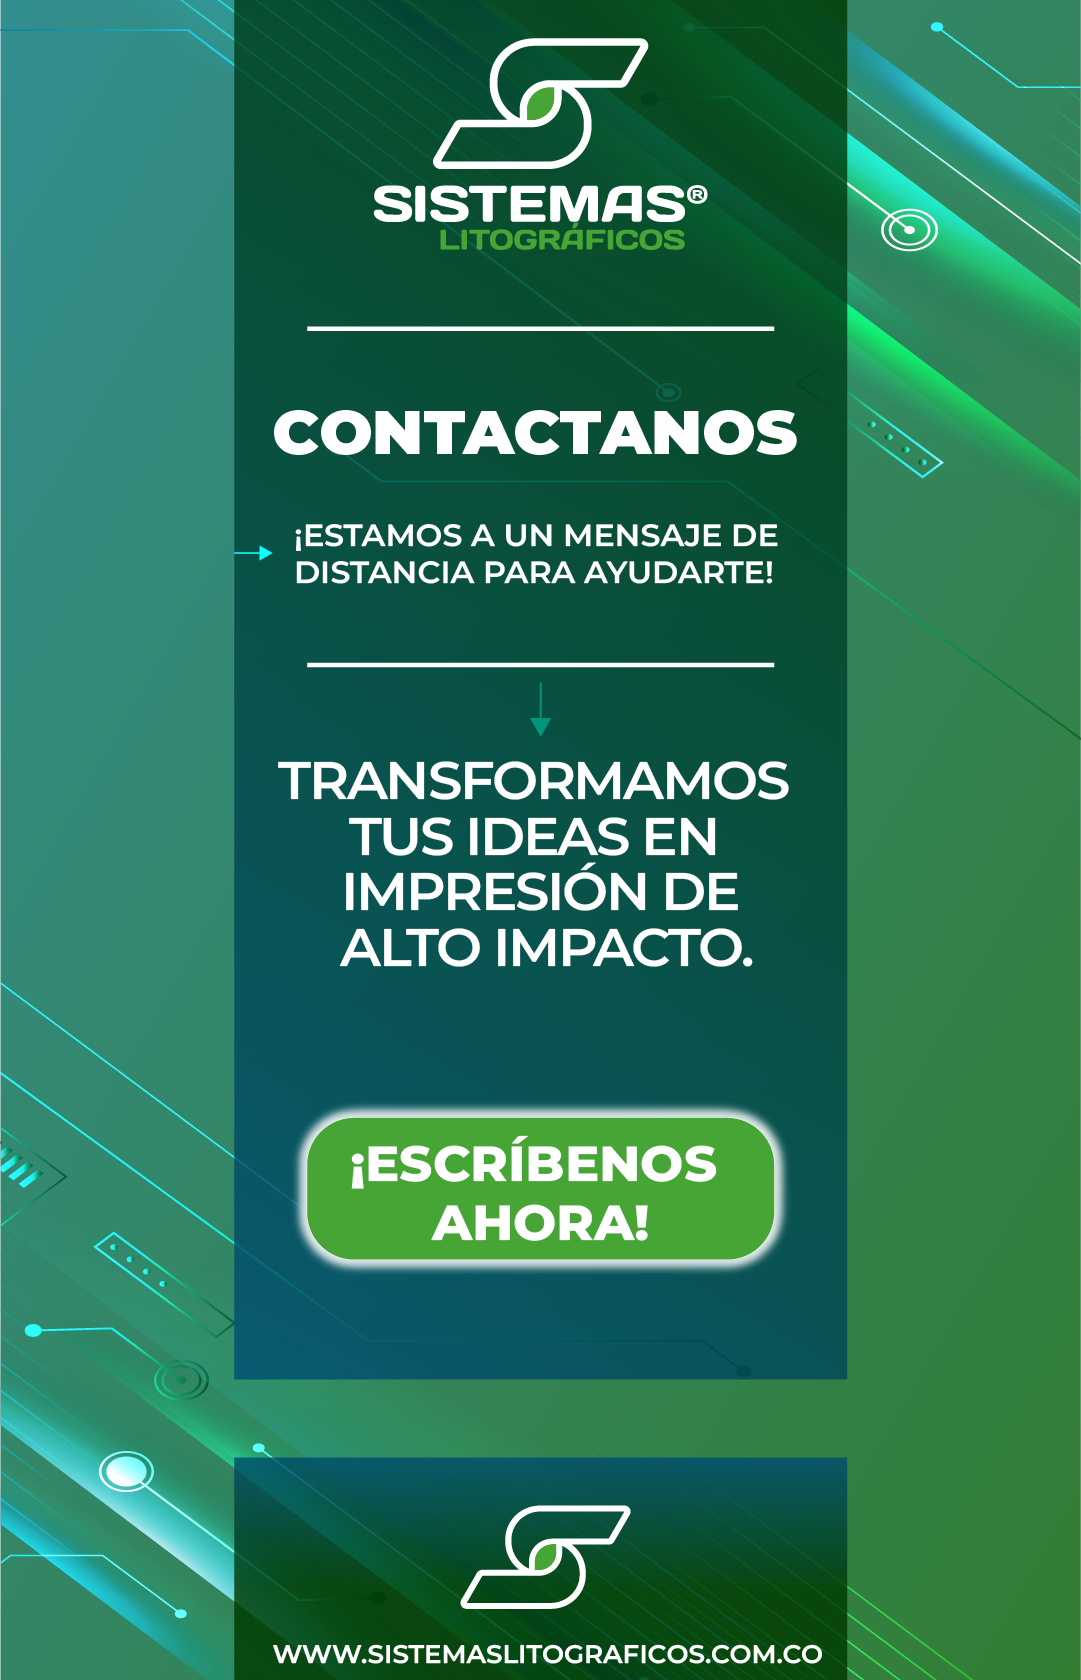 SISTEMAS®
LITOGRÁFICOS
CONTACTANOS
¡ESTAMOS A UN MENSAJE DE
DISTANCIA PARA AYUDARTE!
TRANSFORMAMOS
TUS IDEAS EN
IMPRESIÓN DE
ALTO IMPACTO.
¡ESCRÍBENOS
AHORA!
WWW.SISTEMASLITOGRAFICOS.COM.CO